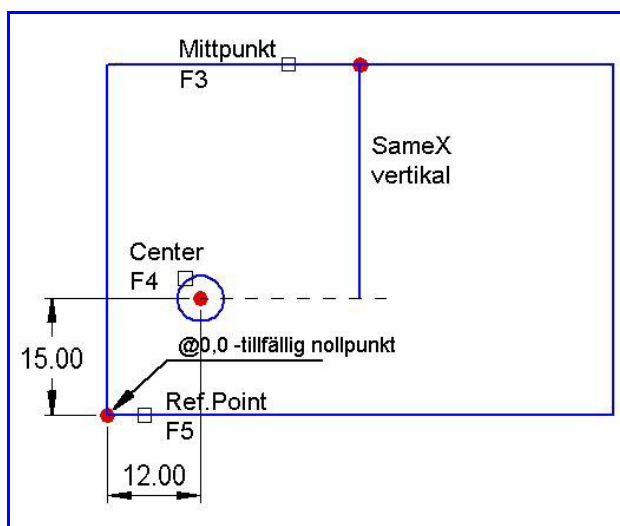 Mittpunkt
F3
SameX
vertikal
Center
F4
@0,0 -tillfällig nollpunkt
15.00
Ref.Point
F5
12.00